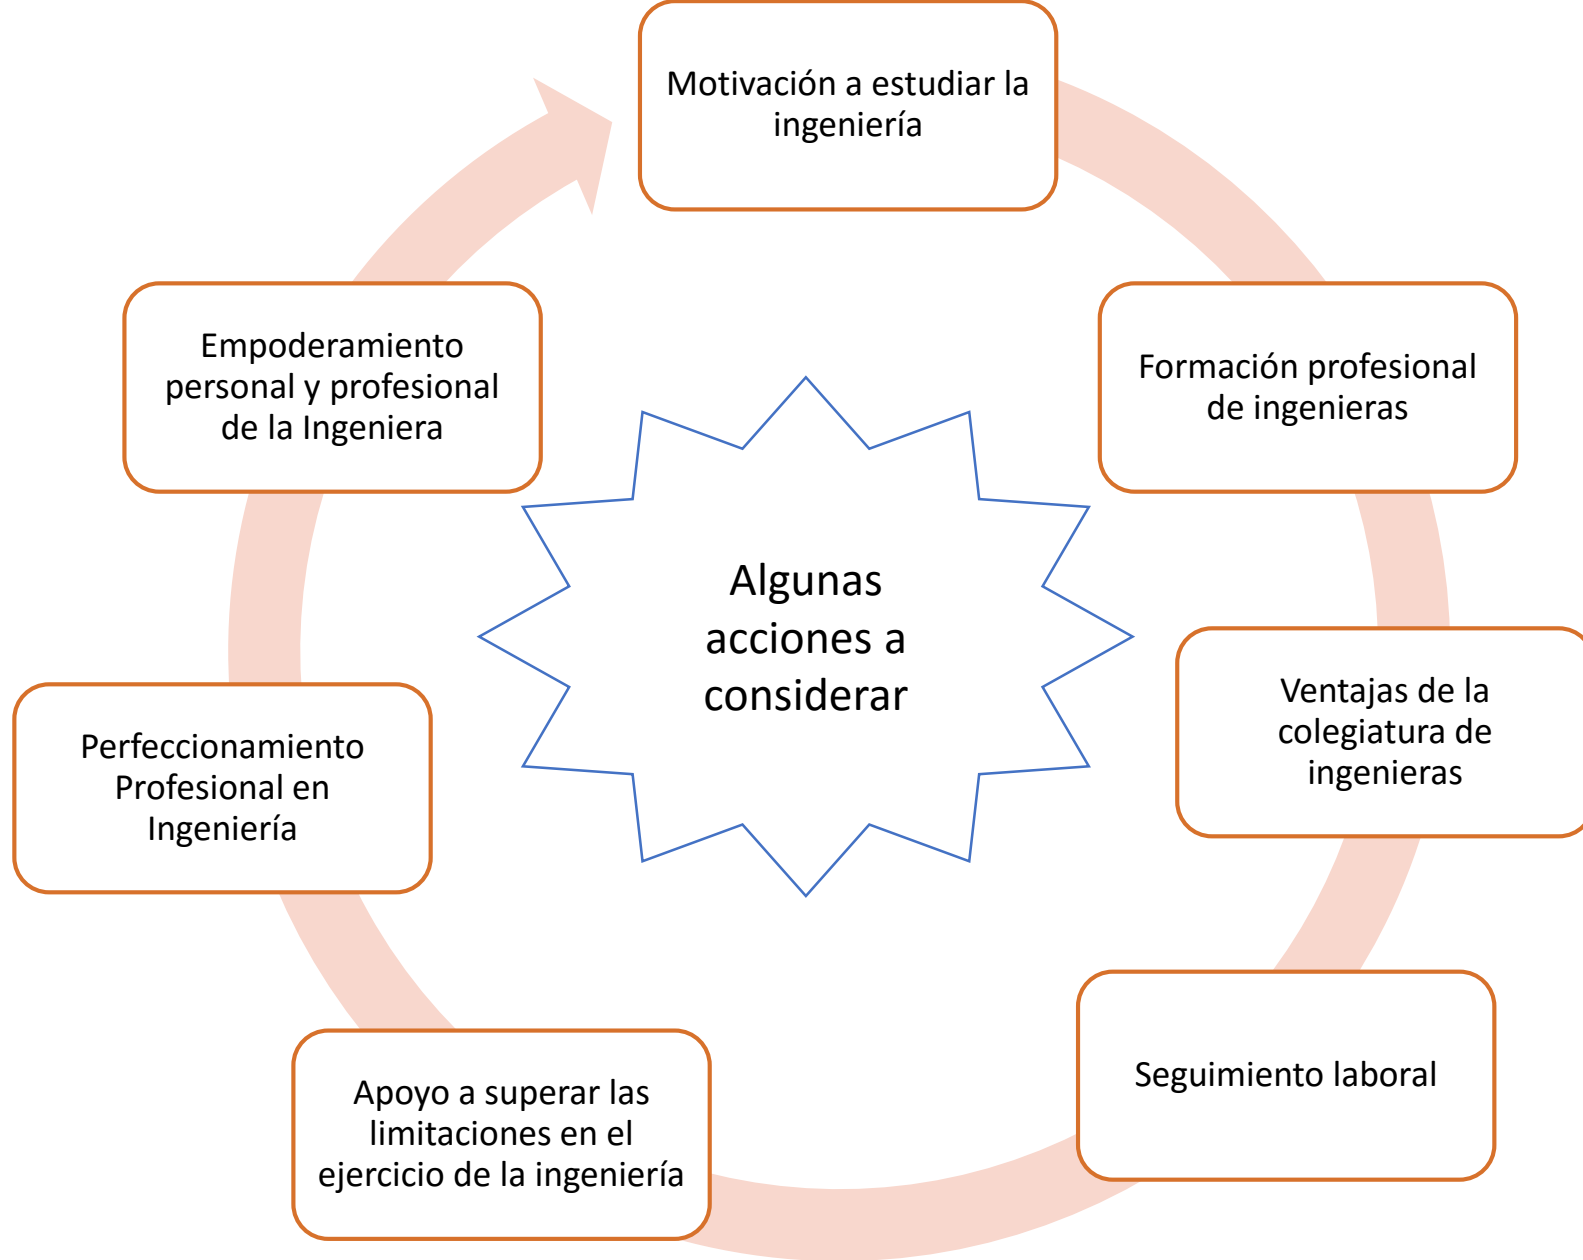 Motivación a estudiar la
ingeniería
Formación profesional
de ingenieras
Ventajas de la
colegiatura de
ingenieras
Seguimiento laboral
Apoyo a superar las
limitaciones en el
ejercicio de la ingeniería
Perfeccionamiento
Profesional en
Ingeniería
Empoderamiento
personal y profesional
de la Ingeniera
Algunas
acciones a
considerar